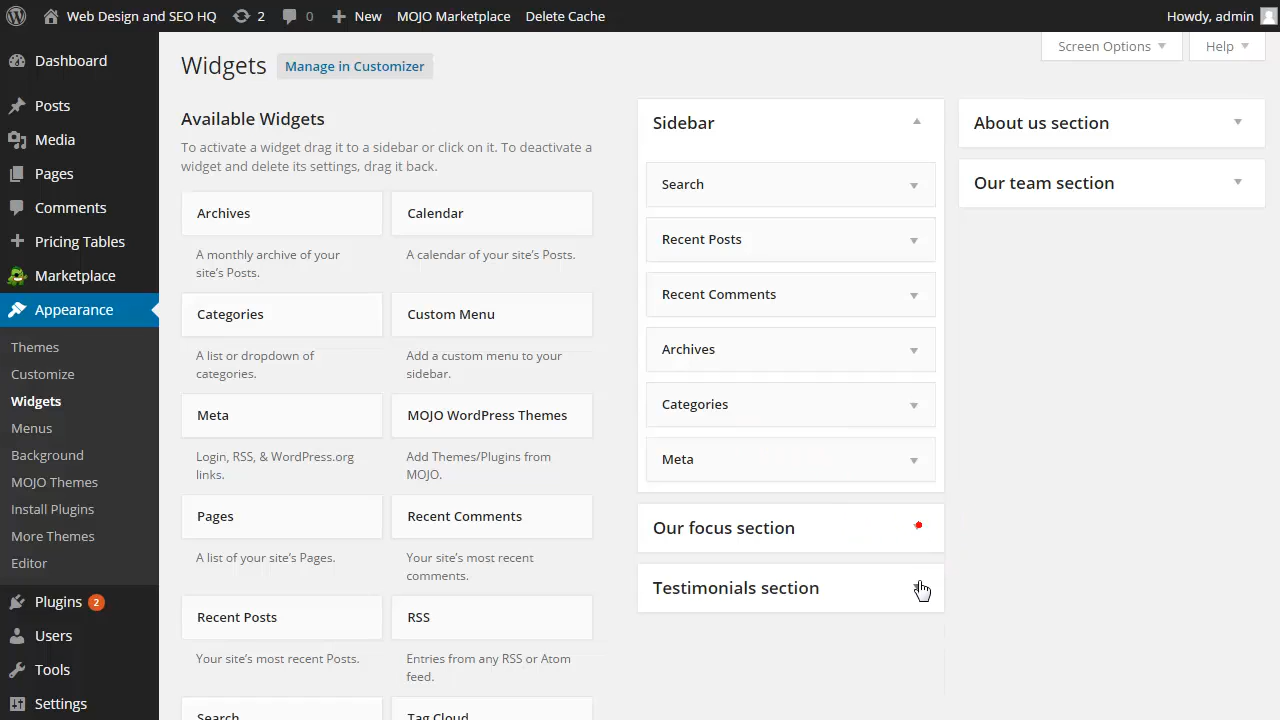 Web Design and SEO HQ 2 0 New MOJO Marketplace Delete Cache Howdy, admin
Dashboard
Posts
Media
Pages
Comments
Pricing Tables
Marketplace
Appearance
Themes
Customize
Widgets
Menus
Background
MOJO Themes
Install Plugins
More Themes
Editor
Plugins 2
Users
Tools
Settings
Screen Options Help
Widgets Manage in Customizer
Available Widgets
To activate a widget drag it to a sidebar or click on it. To deactivate a
widget and delete its settings, drag it back.
Archives
A monthly archive of your
site's Posts.
Calendar
A calendar of your site's Posts.
Categories
A list or dropdown of
categories.
Custom Menu
Add a custom menu to your
sidebar.
Meta
Login, RSS, & WordPress.org
links.
MOJO WordPress Themes
Add Themes/Plugins from
MOJO.
Pages
A list of your site's Pages.
Recent Comments
Your site's most recent
comments.
Recent Posts
Your site's most recent Posts.
RSS
Entries from any RSS or Atom
feed.
Search
Tag Cloud
Sidebar
Search
Recent Posts
Recent Comments
Archives
Categories
Meta
Our focus section
Testimonials section
About us section
Our team section